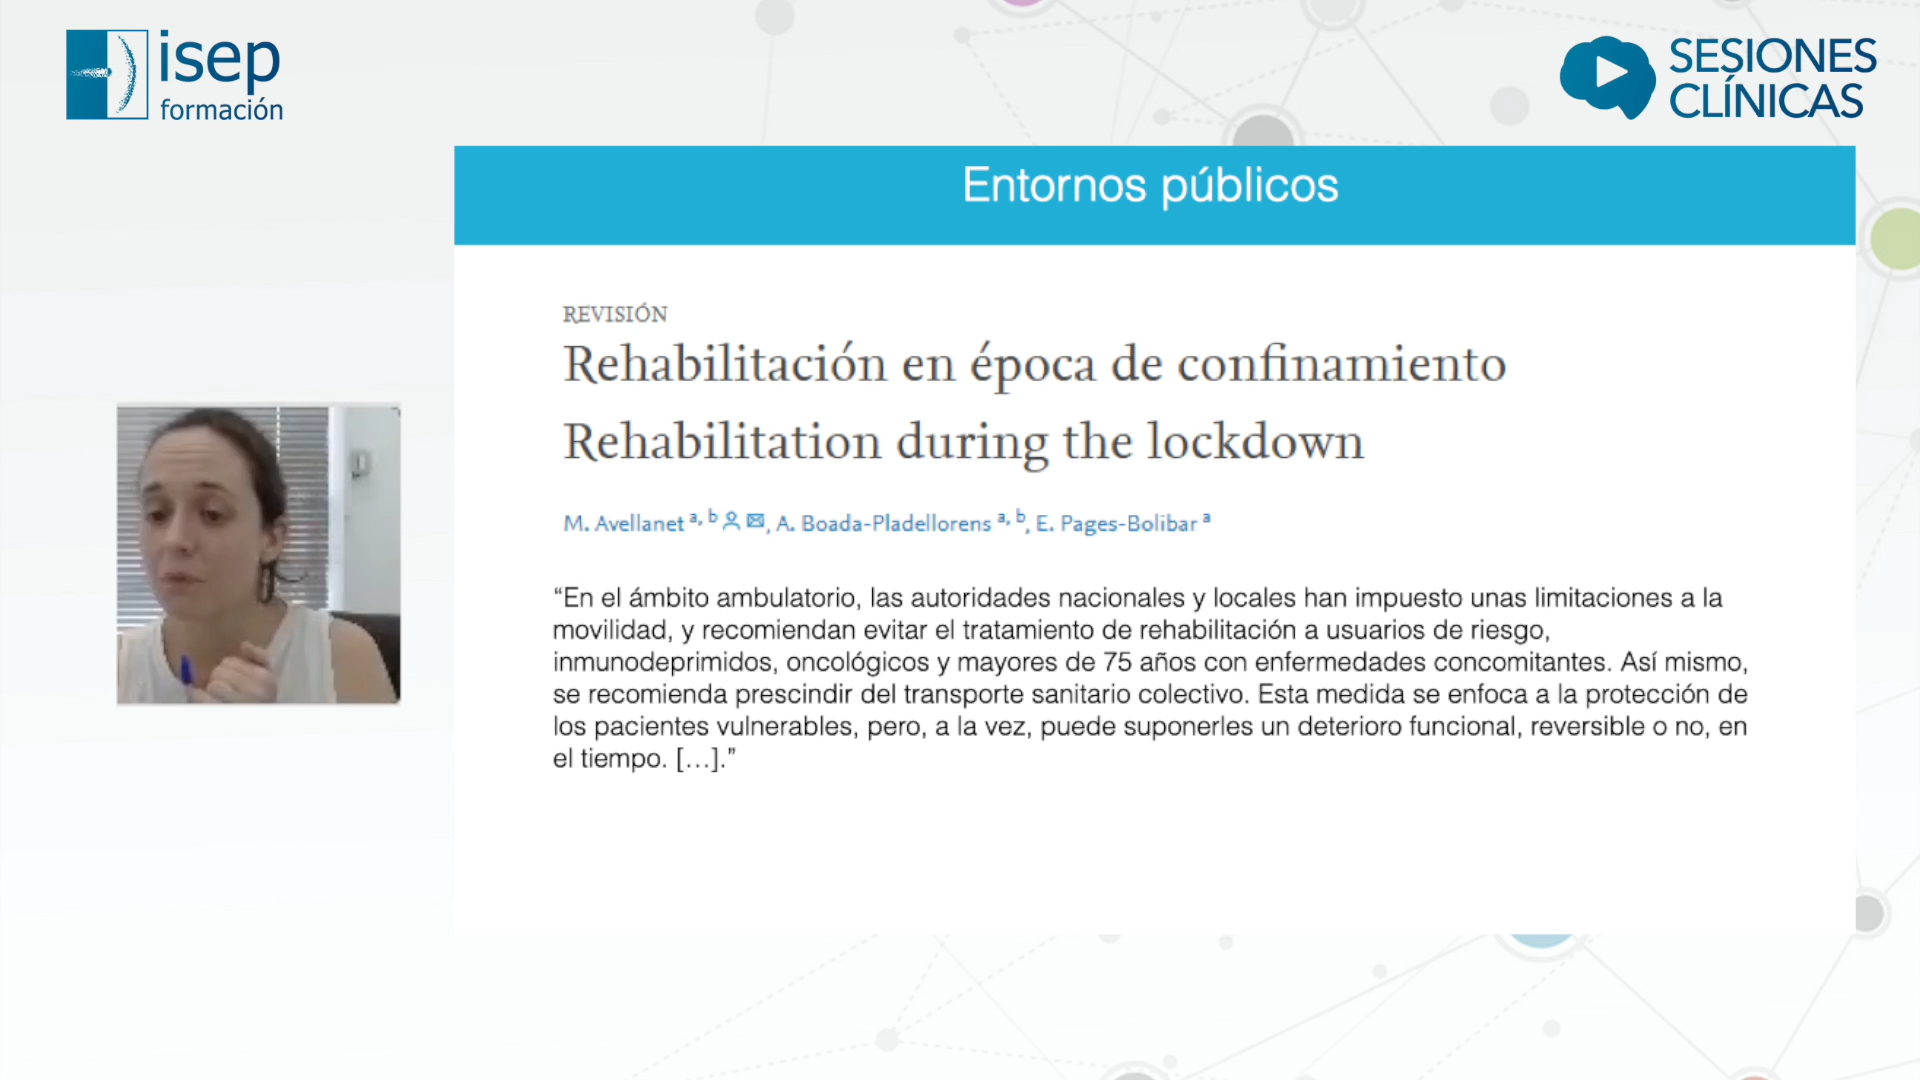 isep
formación
SESIONES
CLÍNICAS
Entornos públicos
REVISIÓN
Rehabilitación en época de confinamiento
Rehabilitation during the lockdown
M. Avellanet a, b, A. Boada-Pladellorens a, b, E. Pages-Bolibar a
“En el ámbito ambulatorio, las autoridades nacionales y locales han impuesto unas limitaciones a la
movilidad, y recomiendan evitar el tratamiento de rehabilitación a usuarios de riesgo,
inmunodeprimidos, oncológicos y mayores de 75 años con enfermedades concomitantes. Así mismo,
se recomienda prescindir del transporte sanitario colectivo. Esta medida se enfoca a la protección de
los pacientes vulnerables, pero, a la vez, puede suponerles un deterioro funcional, reversible o no, en
el tiempo. […].”